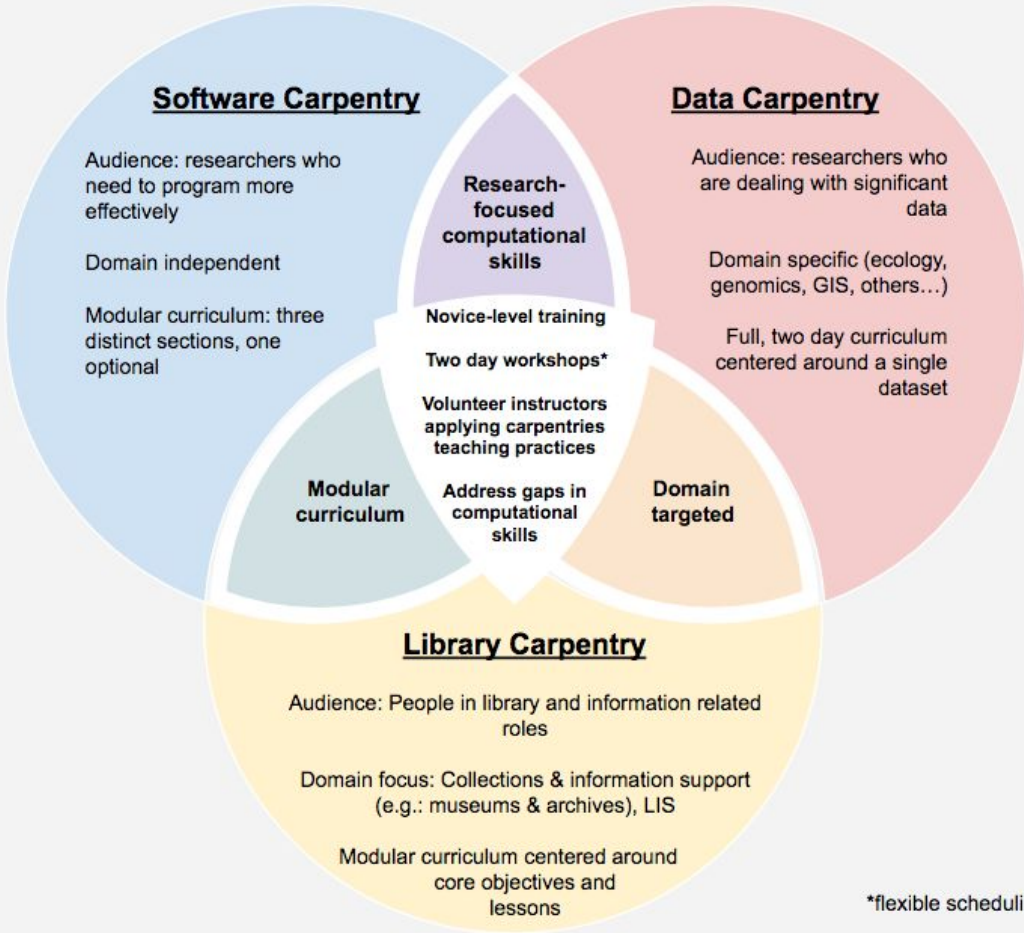 Software Carpentry
Audience: researchers who
need to program more
effectively
Domain independent
Modular curriculum: three
distinct sections, one
optional
Data Carpentry
Audience: researchers who
are dealing with significant
data
Domain specific (ecology,
genomics, GIS, others…)
Full, two day curriculum
centered around a single
dataset
Research-
focused
computational
skills
Novice-level training
Two day workshops*
Volunteer instructors
applying carpentries
teaching practices
Address gaps in
computational
skills
Modular
curriculum
Domain
targeted
Library Carpentry
Audience: People in library and information related
roles
Domain focus: Collections & information support
(e.g.: museums & archives), LIS
Modular curriculum centered around
core objectives and
lessons
*flexible scheduli